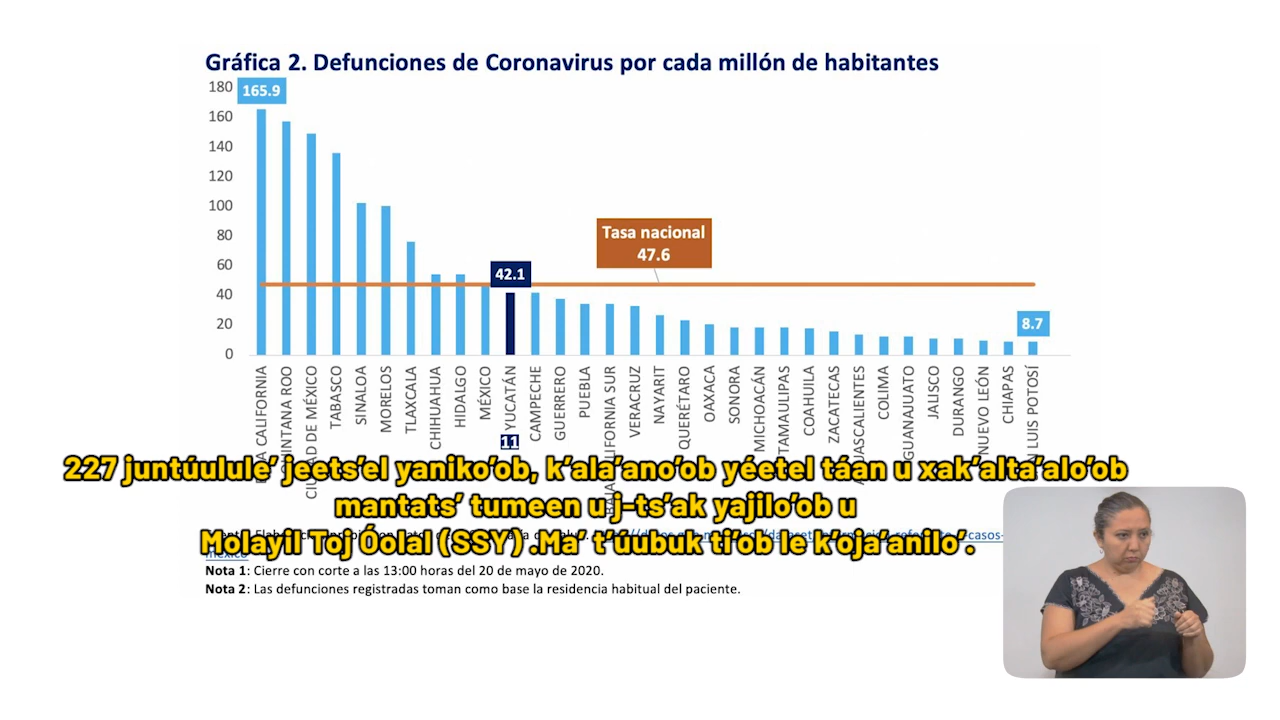 Gráfica 2. Defunciones de Coronavirus por cada millón de habitantes
180
160
140
120
100
80
60
40
20
0
165.9
Tasa nacional
47.6
42.1
8.7
CALIFORNIA
QUINTANA ROO
CIUDAD DE MÉXICO
TABASCO
SINALOA
MORELOS
TLAXCALA
CHIHUAHUA
HIDALGO
MÉXICO
YUCATÁN
11
CAMPECHE
GUERRERO
PUEBLA
BAJA CALIFORNIA SUR
VERACRUZ
NAYARIT
QUERÉTARO
OAXACA
SONORA
MICHOACÁN
TAMAULIPAS
COAHUILA
ZACATECAS
AGUASCALIENTES
COLIMA
GUANAJUATO
JALISCO
DURANGO
NUEVO LEÓN
CHIAPAS
SAN LUIS POTOSÍ
227 juntúulule’ jeets’el yaniko’ob, k’ala’ano’ob yéetel táan u xak’alta’alo’ob
mantats’ tumeen u j-ts’ak yajilo’ob u
Molayil Toj Óolal (SSY) .Ma’ t’úubuk ti’ob le k’oja’anilo’.
Nota 1: Cierre con corte a las 13:00 horas del 20 de mayo de 2020.
Nota 2: Las defunciones registradas toman como base la residencia habitual del paciente.